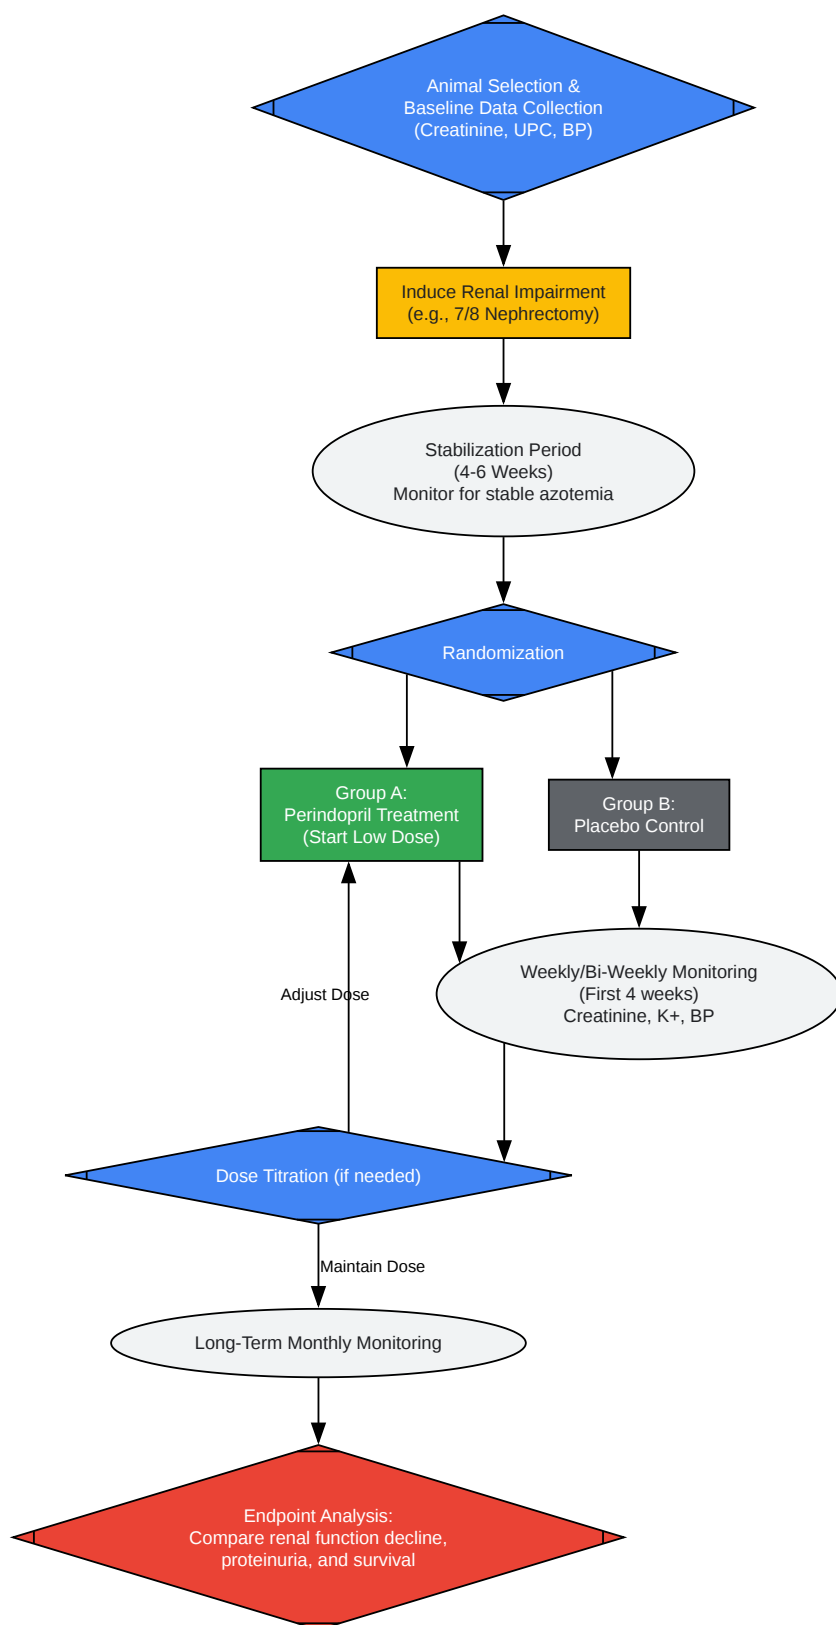 Animal Selection &
Baseline Data Collection
(Creatinine, UPC, BP)
Induce Renal Impairment
(e.g., 7/8 Nephrectomy)
Stabilization Period
(4-6 Weeks)
Monitor for stable azotemia
Randomization
Group A:
Perindopril Treatment
(Start Low Dose)
Group B:
Placebo Control
Weekly/Bi-Weekly Monitoring
(First 4 weeks)
Creatinine, K+, BP
Adjust Dose
Dose Titration (if needed)
Maintain Dose
Long-Term Monthly Monitoring
Endpoint Analysis:
Compare renal function decline,
proteinuria, and survival